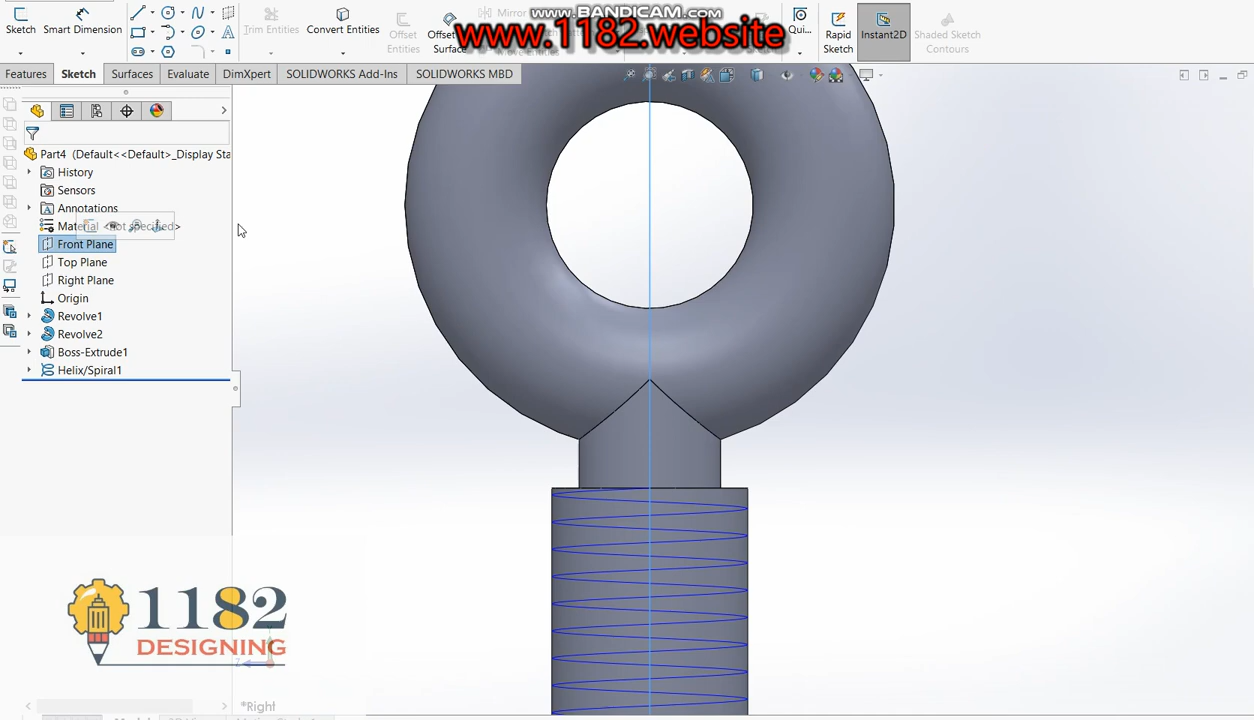 WWW.BANDICAM.COM
www.1182.website
Sketch
Smart Dimension
Trim Entities
Convert Entities
Offset Entities
Offset
Surface
Mirror
Qui...
Rapid Sketch
Instant2D
Shaded Sketch Contours
Features
Sketch
Surfaces
Evaluate
DimXpert
SOLIDWORKS Add-Ins
SOLIDWORKS MBD
Part4 (Default<<Default>_Display Sta
History
Sensors
Annotations
Material <not specified>
Front Plane
Top Plane
Right Plane
Origin
Revolve1
Revolve2
Boss-Extrude1
Helix/Spiral1
1182
DESIGNING
Z
*Right